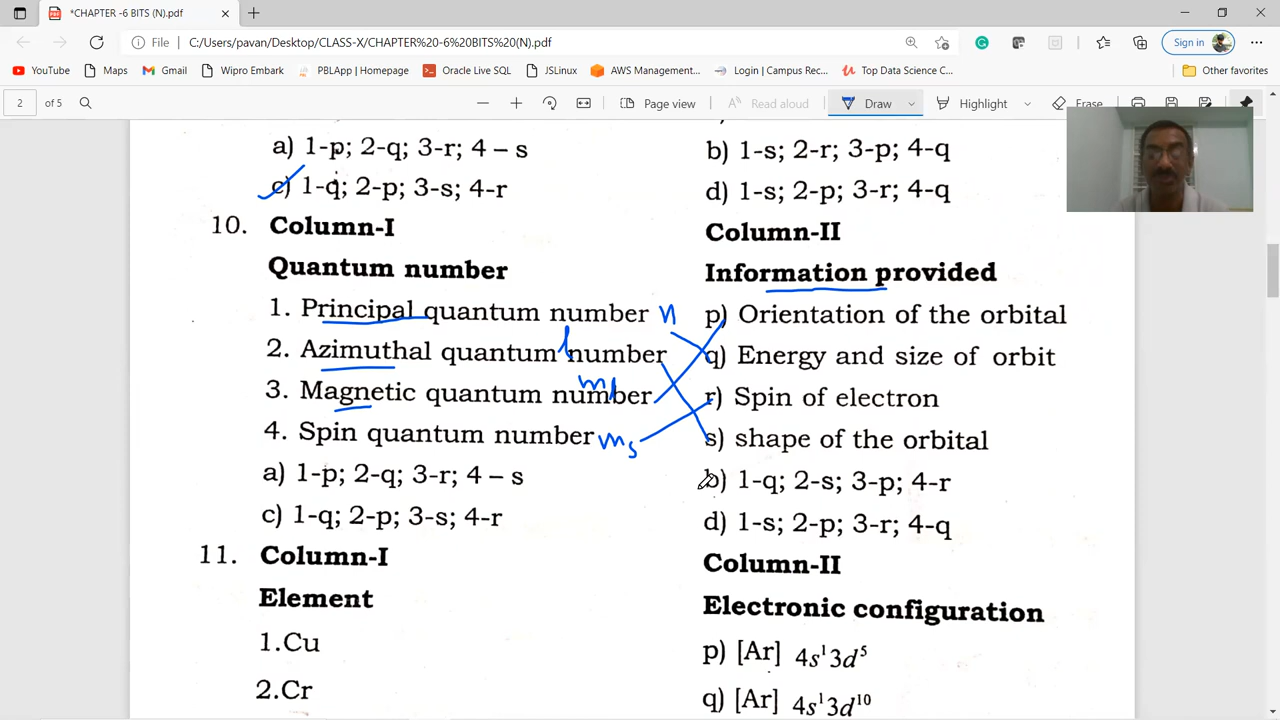 *CHAPTER -6 BITS (N).pdf
File C:/Users/pavan/Desktop/CLASS-X/CHAPTER%20-6%20BITS%20(N).pdf Sign in
YouTube Maps Gmail Wipro Embark PBLApp | Homepage Oracle Live SQL JSLinux AWS Management... Login | Campus Rec... Top Data Science C... Other favorites
2 of 5 Page view Read aloud Draw Highlight Erase
a) 1-p; 2-q; 3-r; 4 – s b) 1-s; 2-r; 3-p; 4-q
c) 1-q; 2-p; 3-s; 4-r d) 1-s; 2-p; 3-r; 4-q
10. Column-I Column-II
Quantum number Information provided
1. Principal quantum number n p) Orientation of the orbital
2. Azimuthal quantum number l q) Energy and size of orbit
3. Magnetic quantum number ml r) Spin of electron
4. Spin quantum number ms s) shape of the orbital
a) 1-p; 2-q; 3-r; 4 – s b) 1-q; 2-s; 3-p; 4-r
c) 1-q; 2-p; 3-s; 4-r d) 1-s; 2-p; 3-r; 4-q
11. Column-I Column-II
Element Electronic configuration
1.Cu p) [Ar] 4s¹3d⁵
2.Cr q) [Ar] 4s¹3d¹⁰